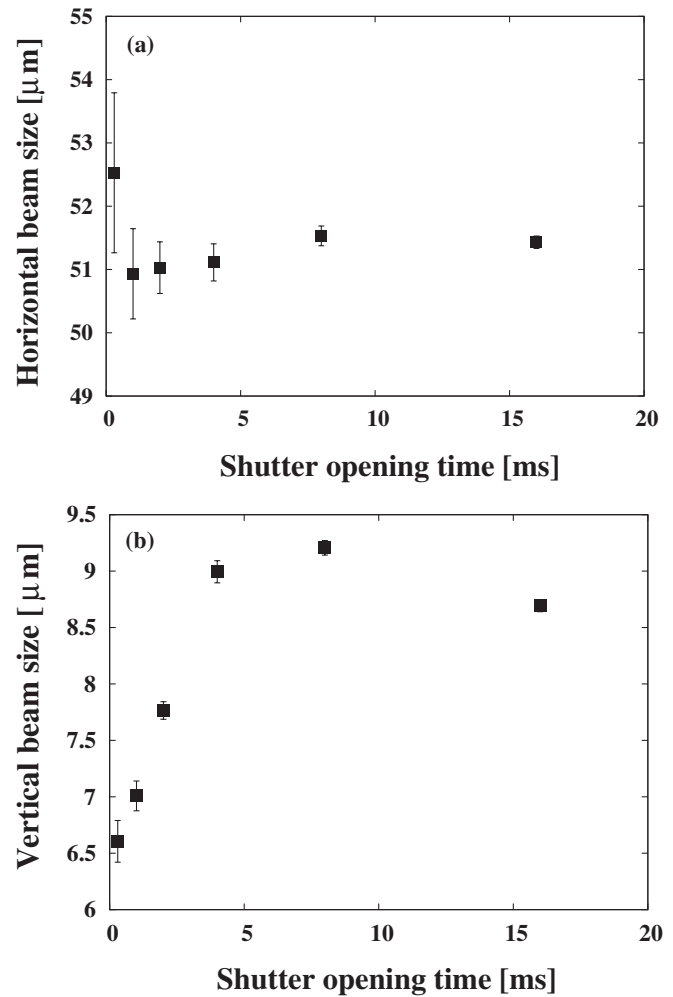 (a)
Horizontal beam size [μm]
55
54
53
52
51
50
49
0 5 10 15 20
Shutter opening time [ms]
(b)
Vertical beam size [μm]
9.5
9
8.5
8
7.5
7
6.5
6
0 5 10 15 20
Shutter opening time [ms]